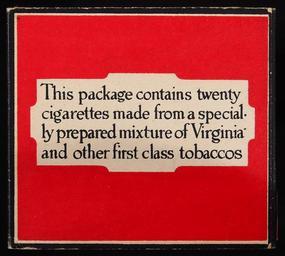 This package contains twenty
cigarettes made from a special-
ly prepared mixture of Virginia-
and other first class tobaccos